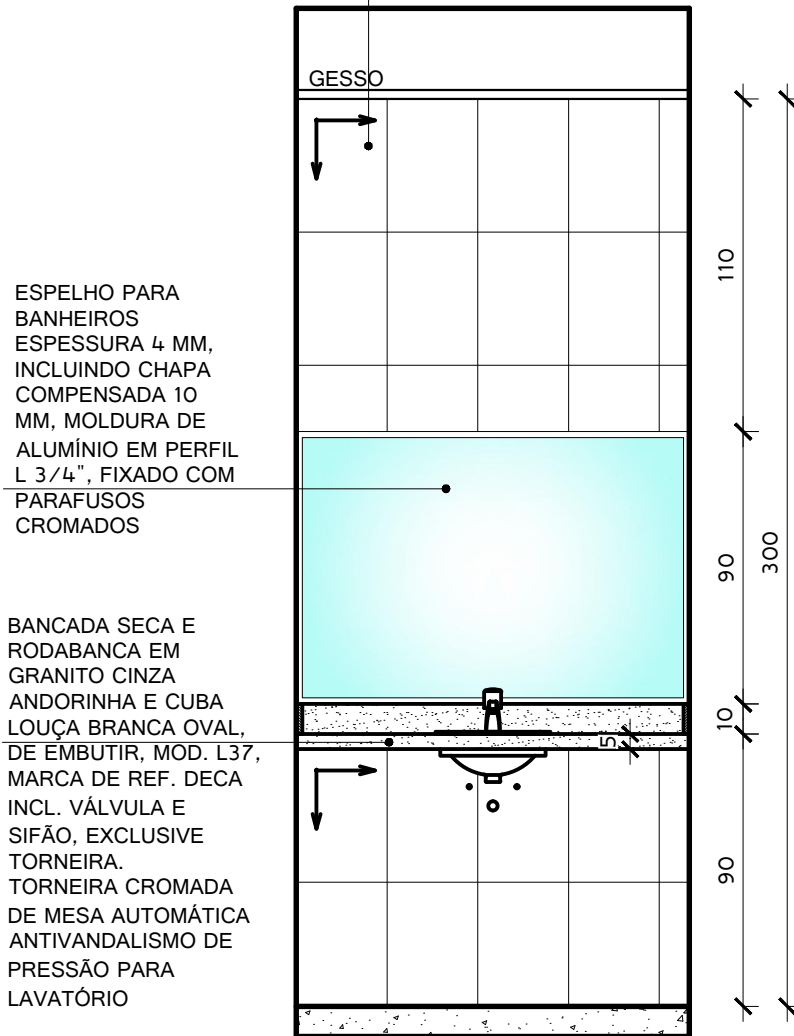 GESSO
110
ESPELHO PARA
BANHEIROS
ESPESSURA 4 MM,
INCLUINDO CHAPA
COMPENSADA 10
MM, MOLDURA DE
ALUMÍNIO EM PERFIL
L 3/4", FIXADO COM
PARAFUSOS
CROMADOS
90
300
BANCADA SECA E
RODABANCA EM
GRANITO CINZA
ANDORINHA E CUBA
LOUÇA BRANCA OVAL,
DE EMBUTIR, MOD. L37,
MARCA DE REF. DECA
INCL. VÁLVULA E
SIFÃO, EXCLUSIVE
TORNEIRA.
TORNEIRA CROMADA
DE MESA AUTOMÁTICA
ANTIVANDALISMO DE
PRESSÃO PARA
LAVATÓRIO
10
5
90